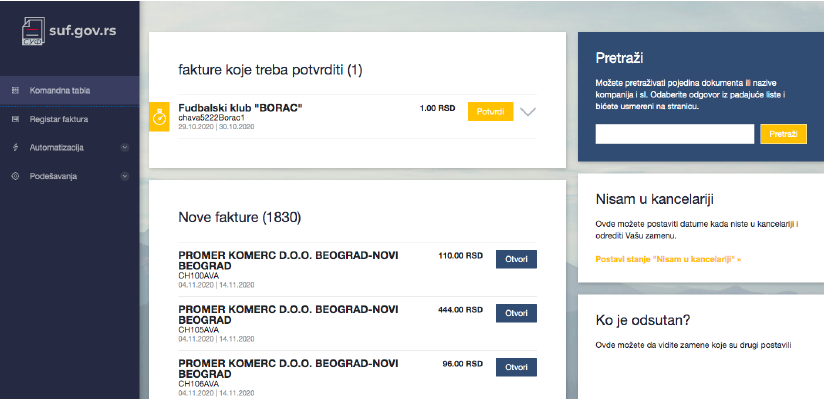 suf.gov.rs
Komandna tabla
Registar faktura
Automatizacija
Podešavanja
fakture koje treba potvrditi (1)
Fudbalski klub "BORAC"
chava5222Borac1
29.10.2020 | 30.10.2020
1.00 RSD
Potvrdi
Nove fakture (1830)
PROMER KOMERC D.O.O. BEOGRAD-NOVI
BEOGRAD
CH100AVA
04.11.2020 | 14.11.2020
110.00 RSD
Otvori
PROMER KOMERC D.O.O. BEOGRAD-NOVI
BEOGRAD
CH105AVA
04.11.2020 | 14.11.2020
444.00 RSD
Otvori
PROMER KOMERC D.O.O. BEOGRAD-NOVI
BEOGRAD
CH106AVA
04.11.2020 | 14.11.2020
96.00 RSD
Otvori
Pretraži
Možete pretraživati pojedina dokumenta ili nazive
kompanija i sl. Odaberite odgovor iz padajuće liste i
bićete usmereni na stranicu.
Pretraži
Nisam u kancelariji
Ovde možete postaviti datume kada niste u kancelariji i
odrediti Vašu zamenu.
Postavi stanje "Nisam u kancelariji" »
Ko je odsutan?
Ovde možete da vidite zamene koje su drugi postavili